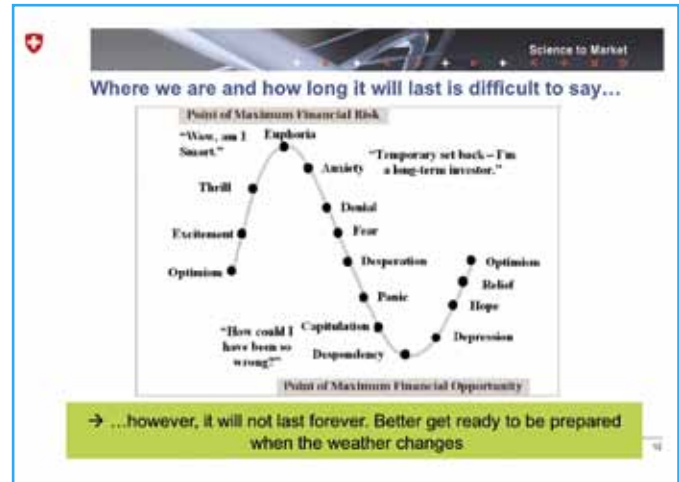 Science to Market
Where we are and how long it will last is difficult to say...
Point of Maximum Financial Risk
"Wow, am I
Smart."
Euphoria
Anxiety
"Temporary set back – I'm
a long-term investor."
Thrill
Denial
Excitement
Fear
Optimism
Desperation
Optimism
Relief
Panic
Hope
"How could I
have been so
wrong?"
Capitulation
Depression
Despondency
Point of Maximum Financial Opportunity
→ ...however, it will not last forever. Better get ready to be prepared
when the weather changes